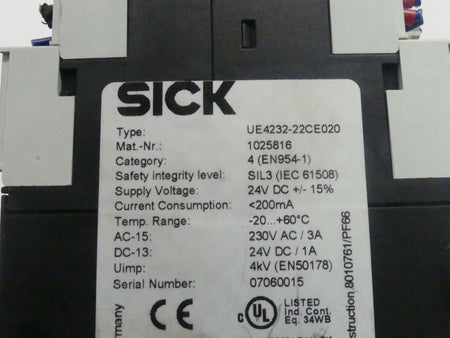 SICK
Type: UE4232-22CE020
Mat.-Nr.: 1025816
Category: 4 (EN954-1)
Safety integrity level: SIL3 (IEC 61508)
Supply Voltage: 24V DC +/- 15%
Current Consumption: <200mA
Temp. Range: -20...+60°C
AC-15: 230V AC / 3A
DC-13: 24V DC / 1A
Uimp: 4kV (EN50178)
Serial Number: 07060015
CE
C UL LISTED
Ind. Cont.
Eq. 34WB
rmany
struction 8010761/PF66